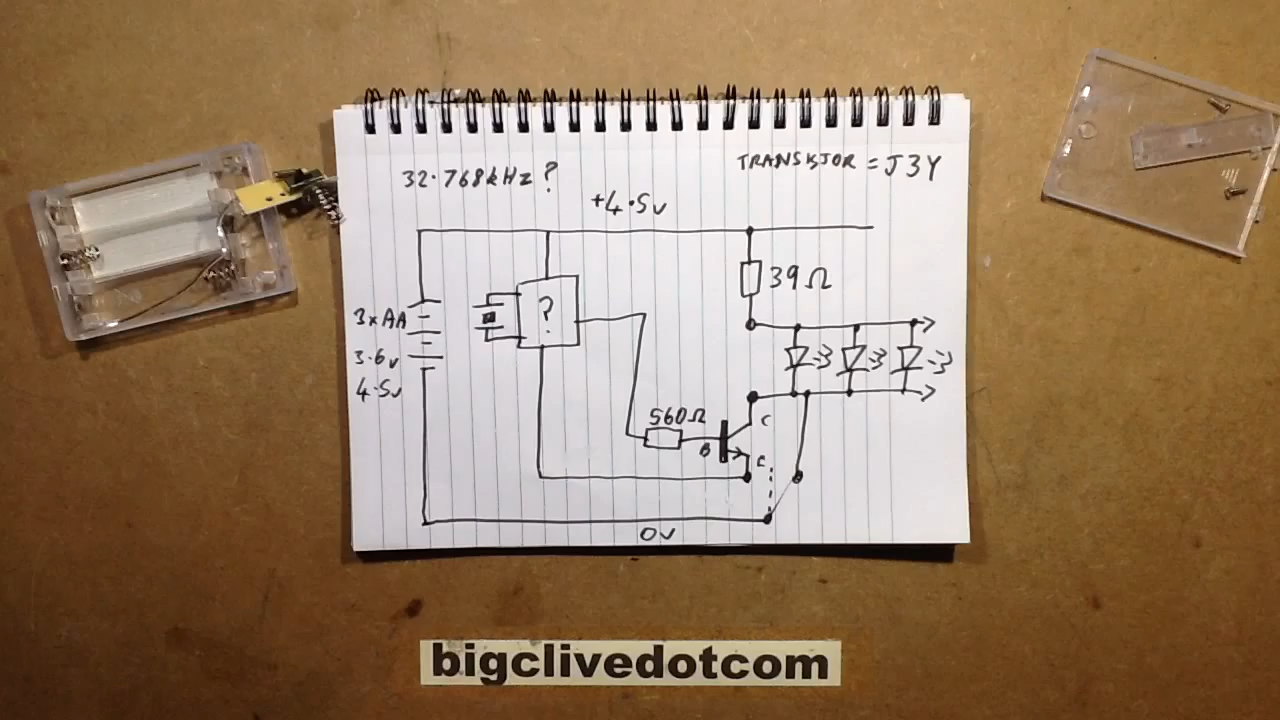 32.768kHz?
TRANSISTOR = J3Y
+4.5v
39Ω
?
3xAA
3.6v
4.5v
560Ω
C
B
E
0v
bigclivedotcom